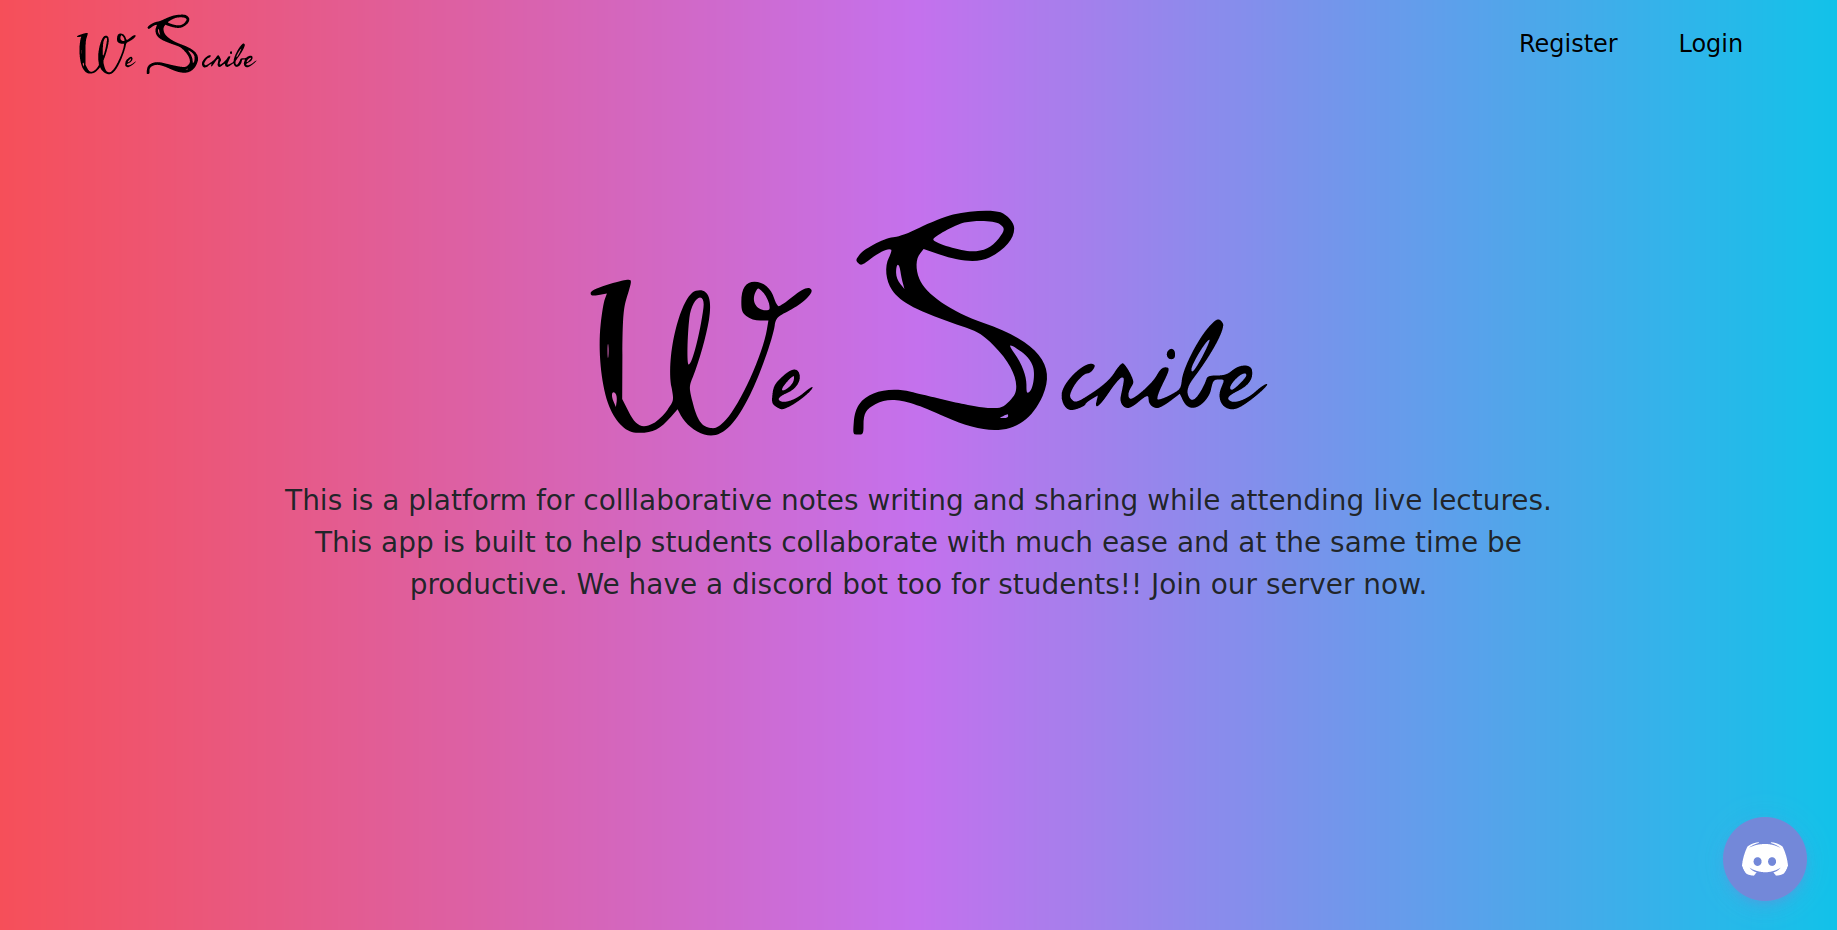 We Scribe
Register
Login
We Scribe
This is a platform for colllaborative notes writing and sharing while attending live lectures.
This app is built to help students collaborate with much ease and at the same time be
productive. We have a discord bot too for students!! Join our server now.